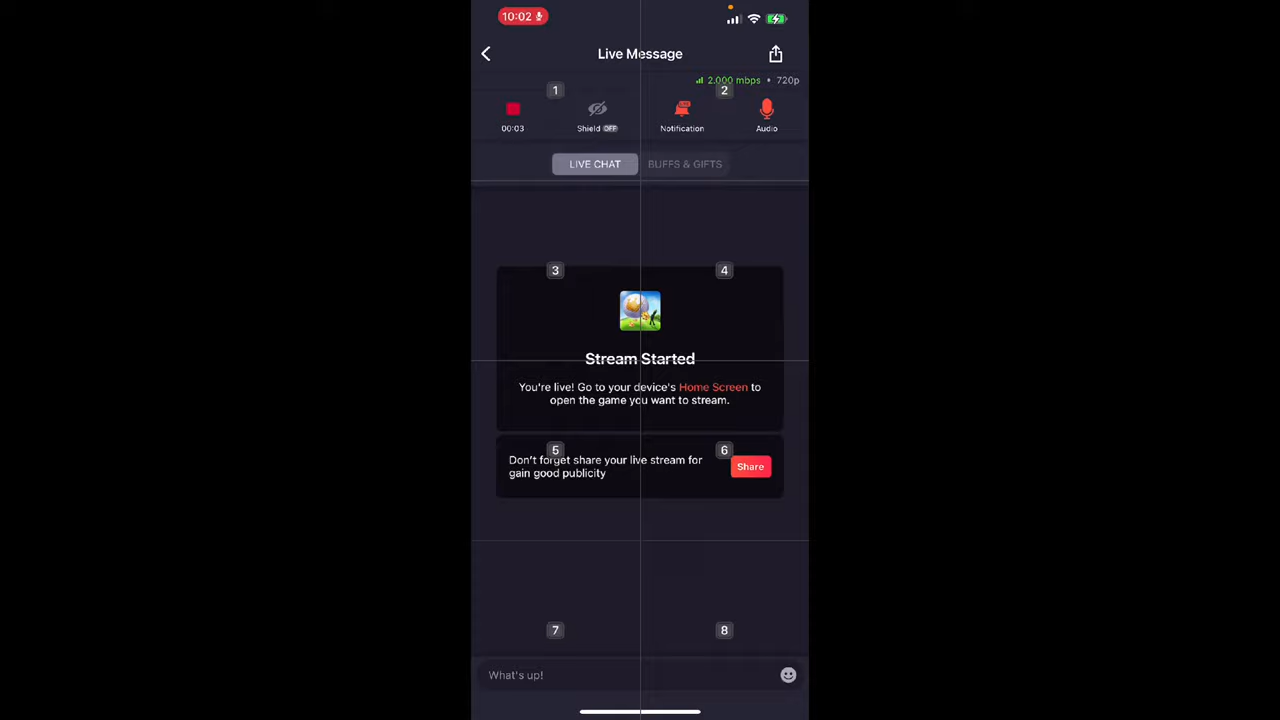 10:02
Live Message
2.000 mbps • 720p
1
2
00:03
Shield OFF
LIVE
Notification
Audio
LIVE CHAT
BUFFS & GIFTS
3
4
Stream Started
You're live! Go to your device's Home Screen to
open the game you want to stream.
5
6
Don't forget share your live stream for
gain good publicity
Share
7
8
What's up!